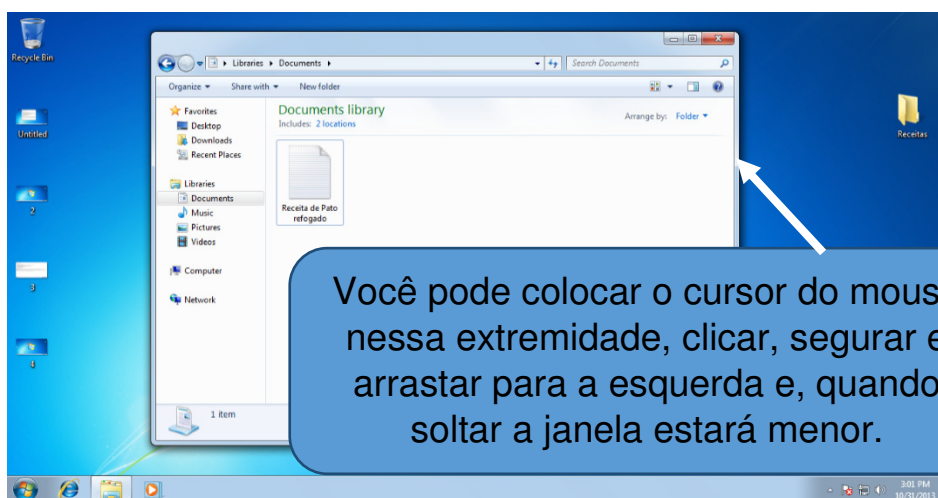 Recycle Bin
Libraries
Documents
Search Documents
Organize
Share with
New folder
Favorites
Desktop
Downloads
Recent Places
Libraries
Documents
Music
Pictures
Videos
Computer
Network
Documents library
Includes: 2 locations
Arrange by: Folder
Receita de Pato
refogado
1 item
Untitled
2
3
4
Receitas
Você pode colocar o cursor do mous
nessa extremidade, clicar, segurar e
arrastar para a esquerda e, quando
soltar a janela estará menor.
3:01 PM
10/31/2013